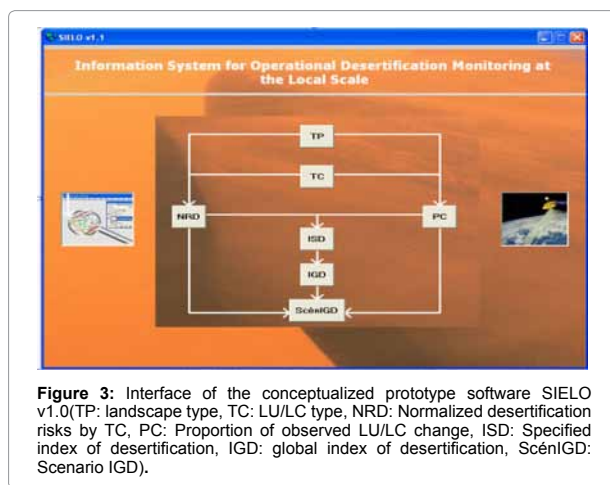 SIELO v1.1
Information System for Operational Desertification Monitoring at
the Local Scale
TP
TC
NRD
PC
ISD
IGD
ScénIGD
Figure 3: Interface of the conceptualized prototype software SIELO
v1.0(TP: landscape type, TC: LU/LC type, NRD: Normalized desertification
risks by TC, PC: Proportion of observed LU/LC change, ISD: Specified
index of desertification, IGD: global index of desertification, ScénIGD:
Scenario IGD).